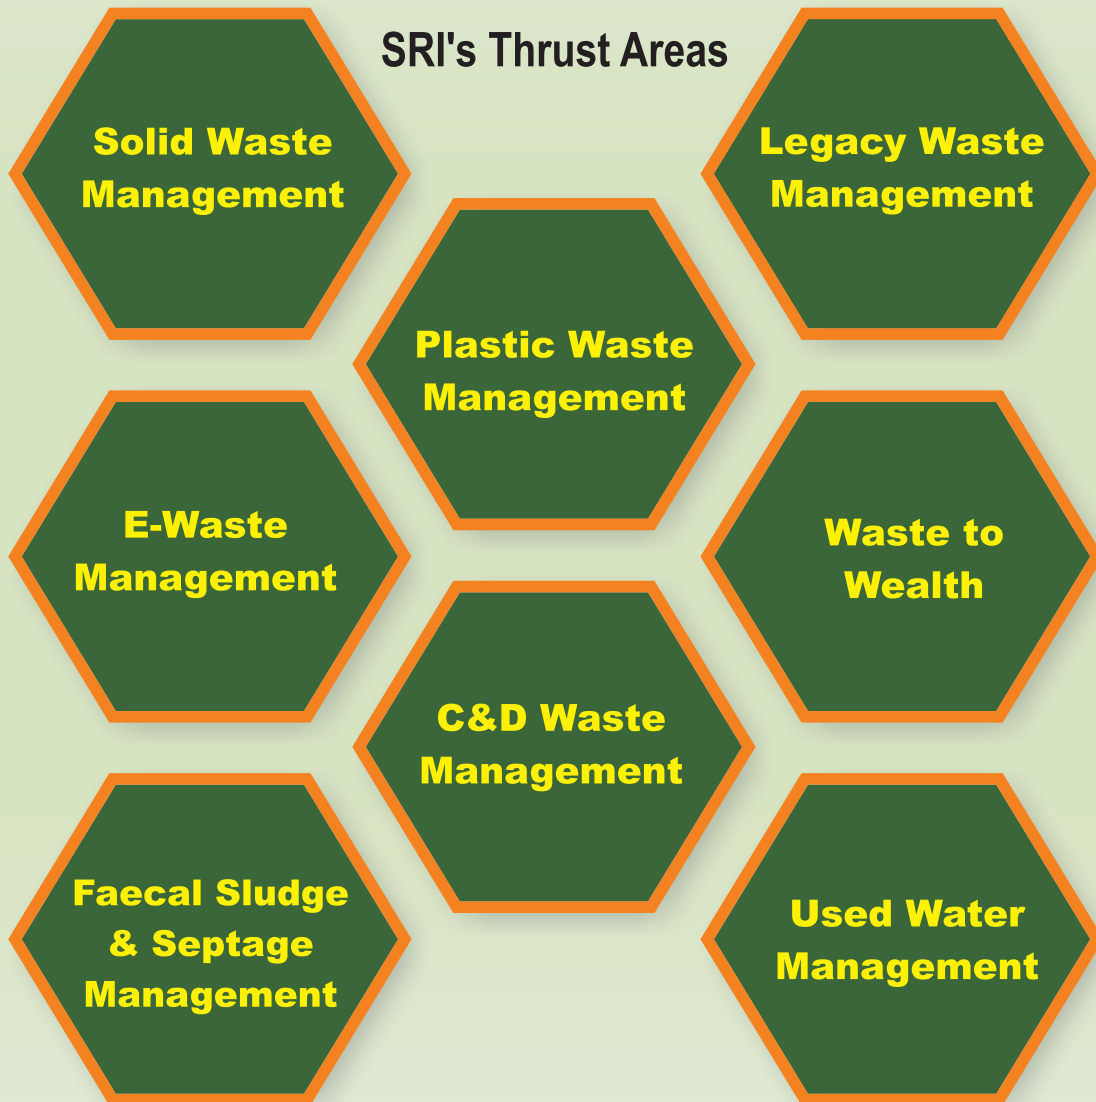 SRI's Thrust Areas
Solid Waste
Management
Legacy Waste
Management
Plastic Waste
Management
E-Waste
Management
Waste to
Wealth
C&D Waste
Management
Faecal Sludge
& Septage
Management
Used Water
Management